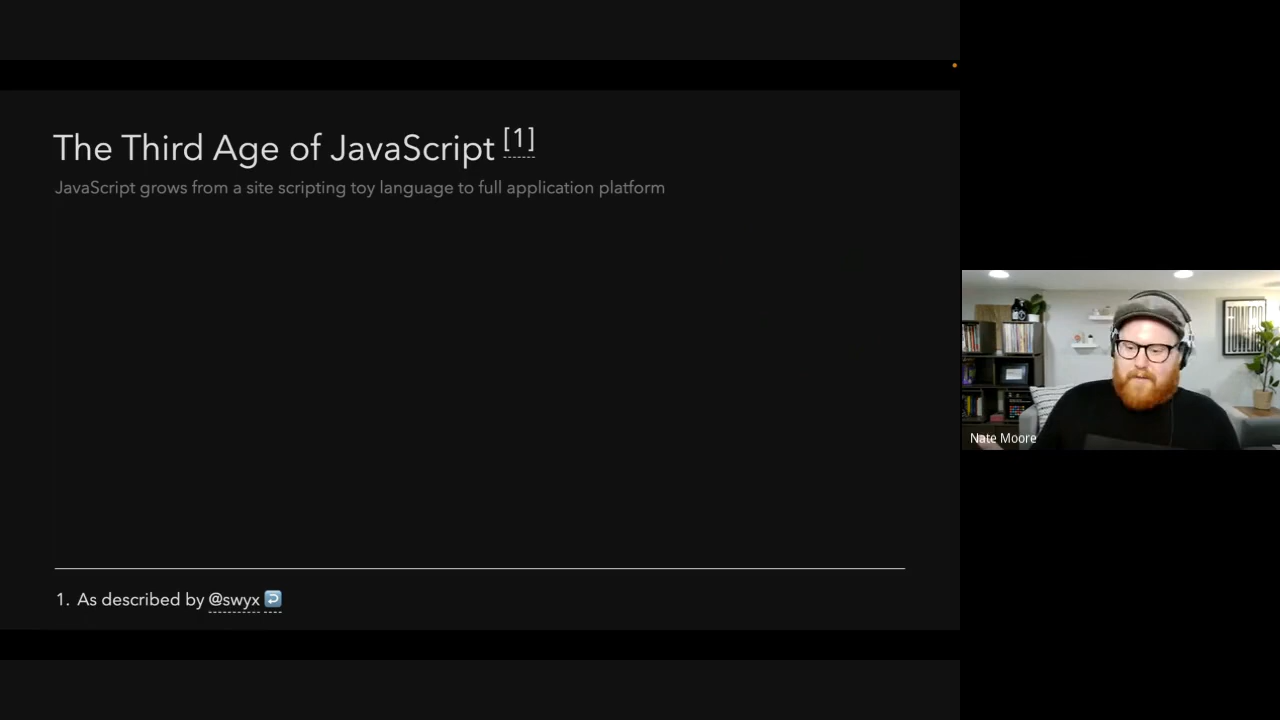 The Third Age of JavaScript [1]
JavaScript grows from a site scripting toy language to full application platform
1. As described by @swyx ↩️
Nate Moore